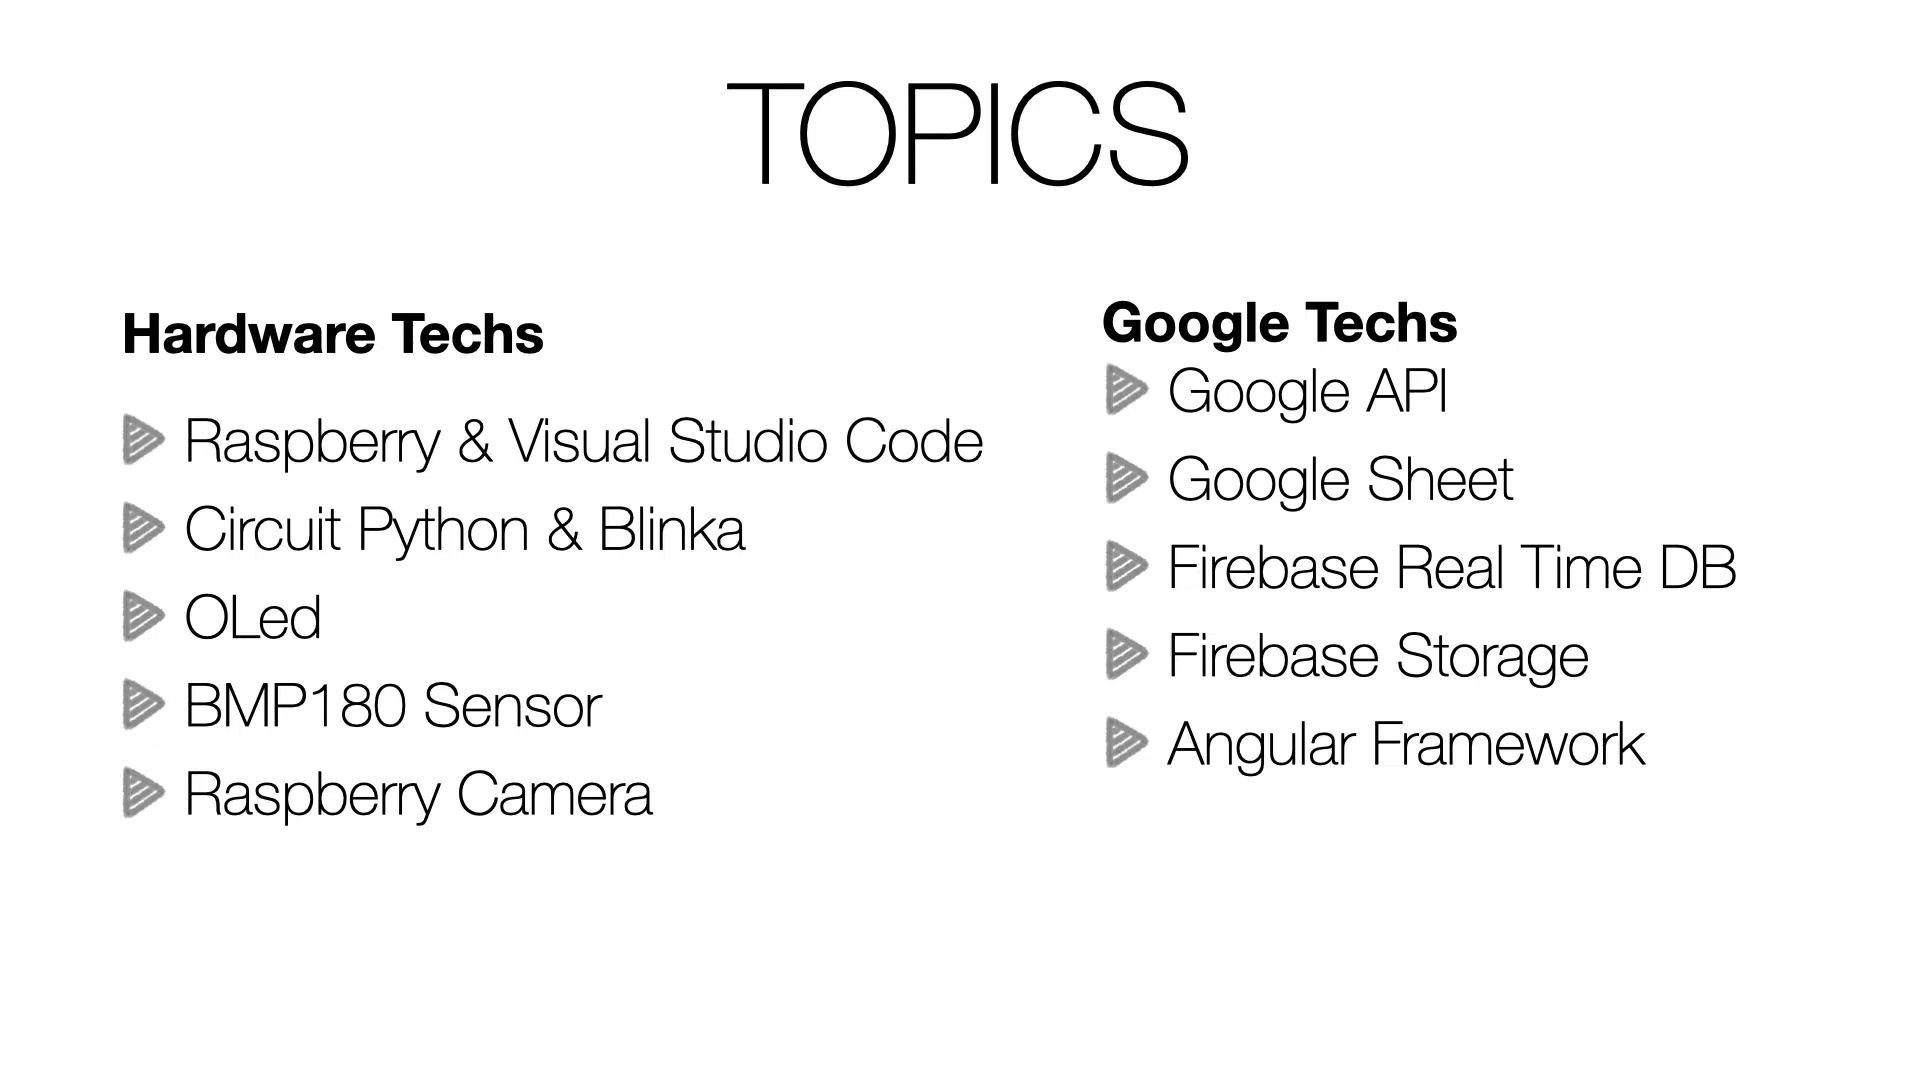 TOPICS
Hardware Techs
Raspberry & Visual Studio Code
Circuit Python & Blinka
OLed
BMP180 Sensor
Raspberry Camera
Google Techs
Google API
Google Sheet
Firebase Real Time DB
Firebase Storage
Angular Framework